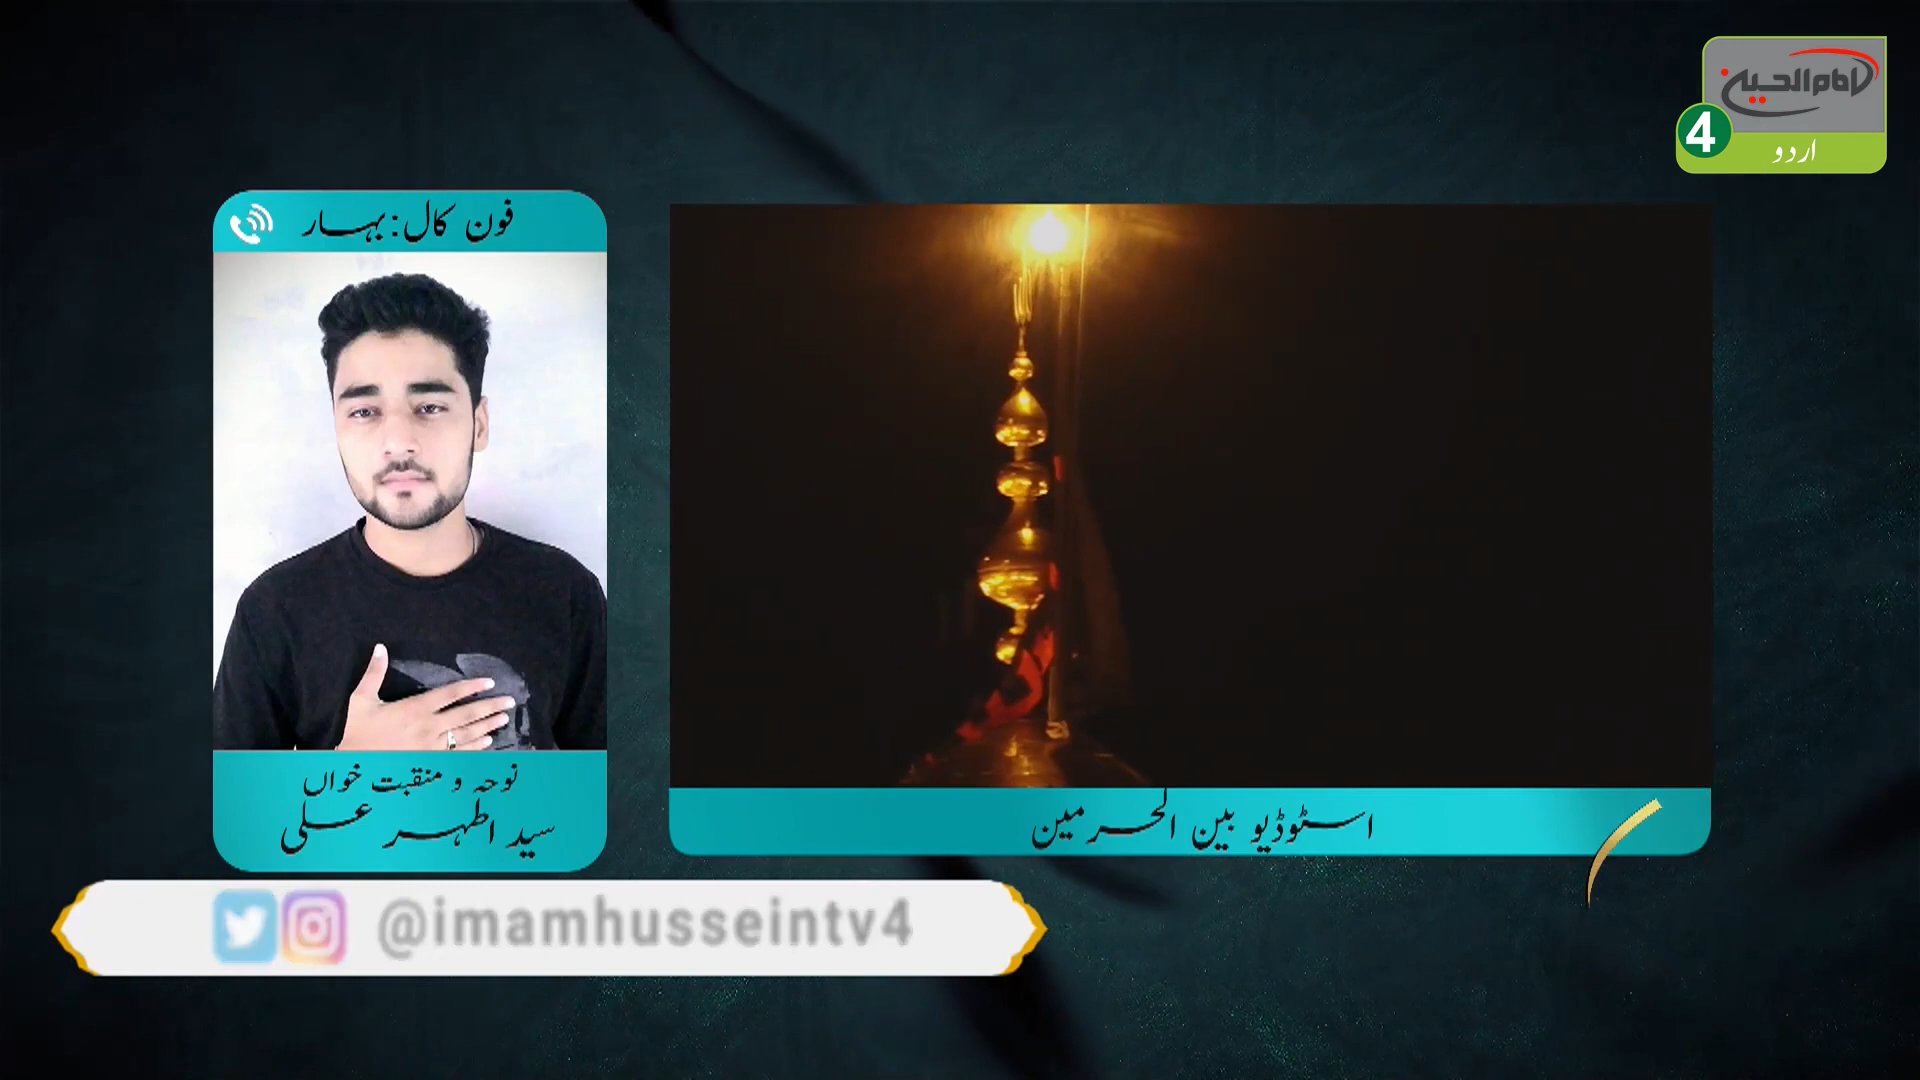 امام الحسین
4
اردو
فون کال: بہار
نوحہ و منقبت خواں
سید اطہر علی
اسٹوڈیو بین الحرمین
@imamhusseintv4